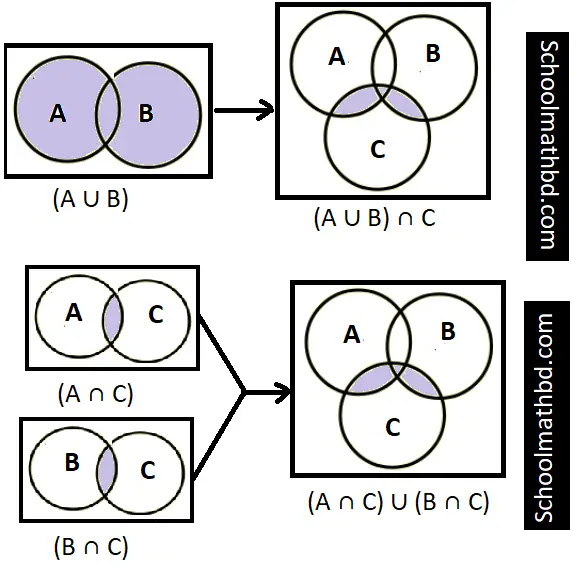 A
B
(A ∪ B)
A
B
C
(A ∪ B) ∩ C
Schoolmathbd.com
A
C
(A ∩ C)
B
C
(B ∩ C)
A
B
C
(A ∩ C) ∪ (B ∩ C)
Schoolmathbd.com